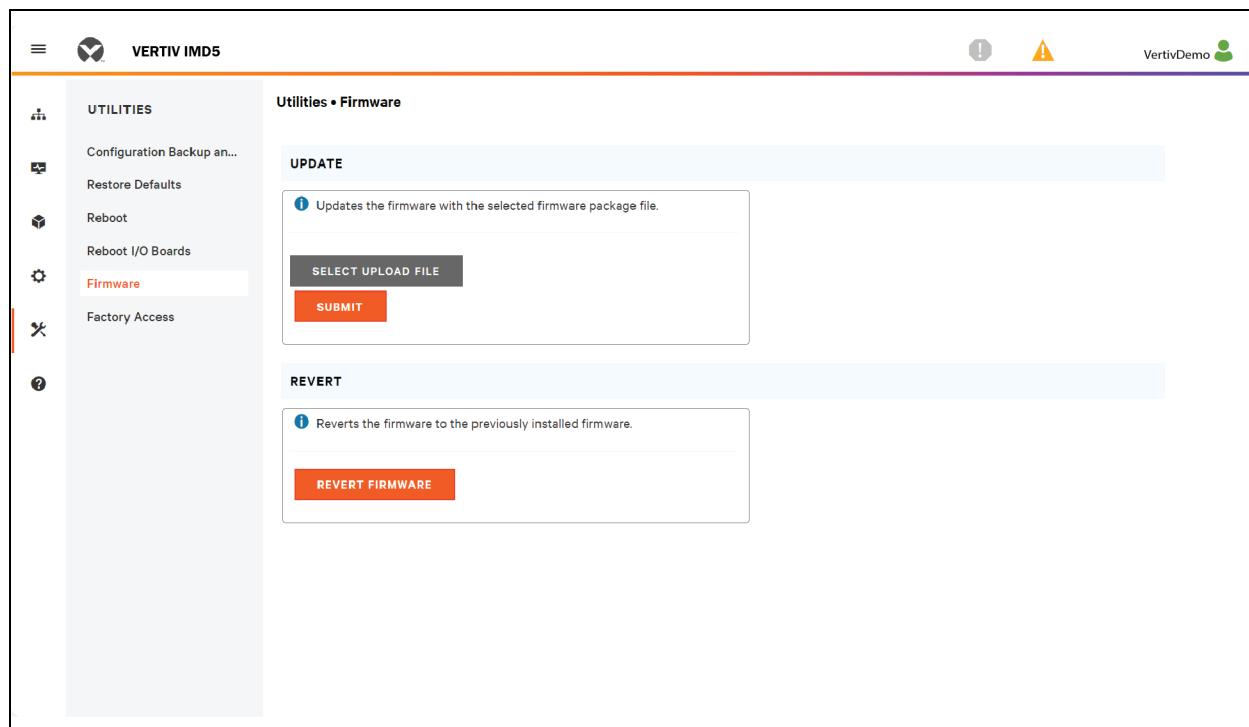 VERTIV IMD5
VertivDemo
UTILITIES
Configuration Backup an...
Restore Defaults
Reboot
Reboot I/O Boards
Firmware
Factory Access
Utilities • Firmware
UPDATE
Updates the firmware with the selected firmware package file.
SELECT UPLOAD FILE
SUBMIT
REVERT
Reverts the firmware to the previously installed firmware.
REVERT FIRMWARE